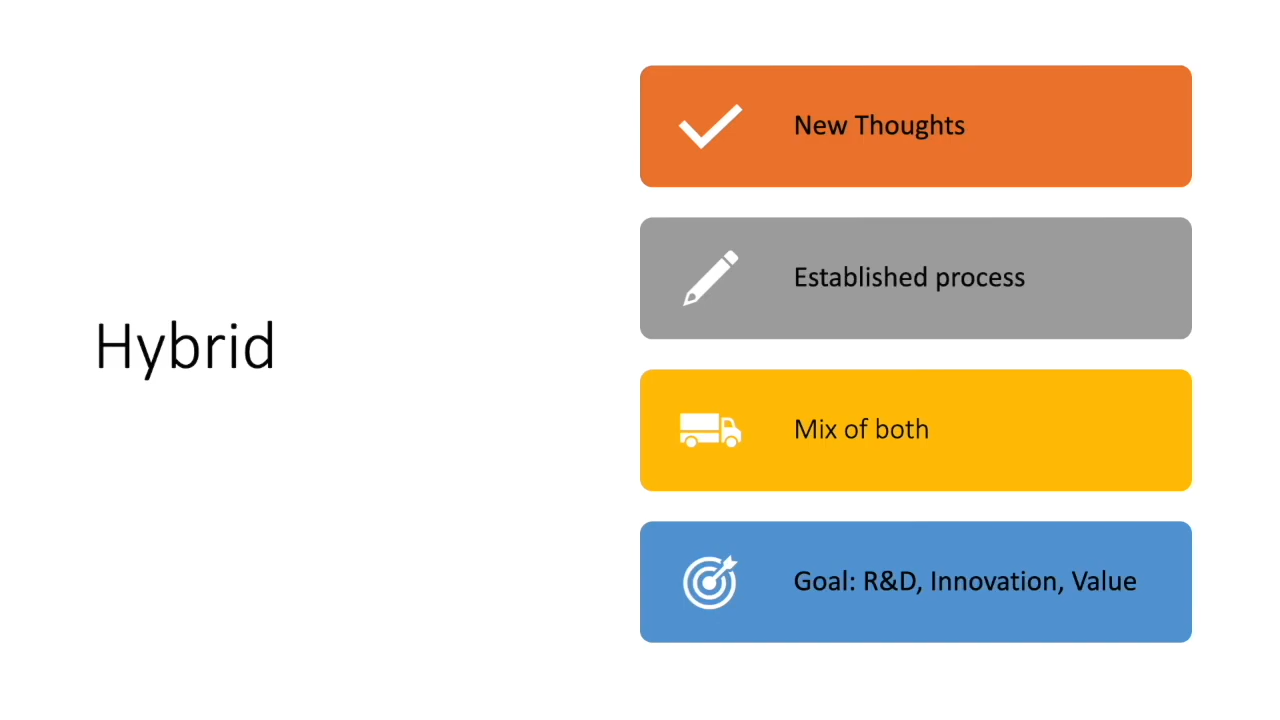 Hybrid
New Thoughts
Established process
Mix of both
Goal: R&D, Innovation, Value